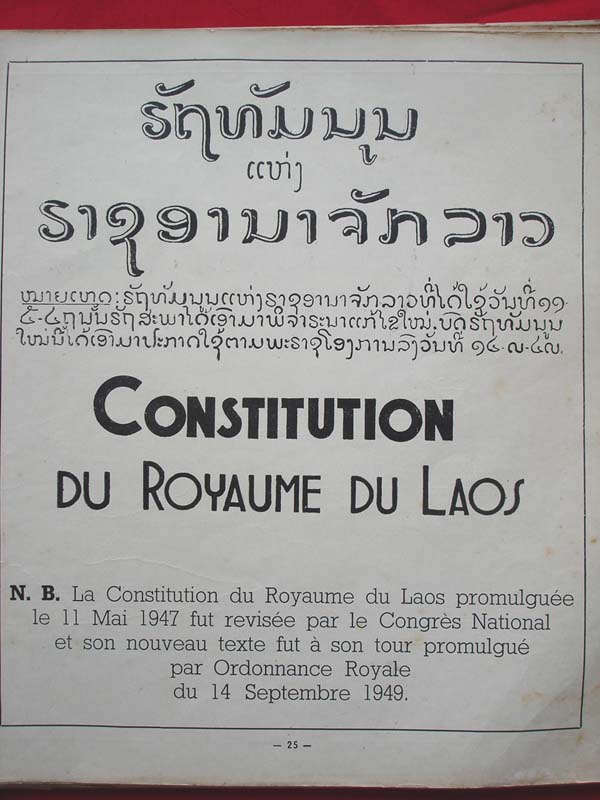 ຣັຖທັມນູນ
ແຫ່ງ
ຣາຊອານາຈັກລາວ
ໝາຍເຫດ: ຣັຖທັມນູນແຫ່ງຣາຊອານາຈັກລາວທີ່ໄດ້ໃຊ້ວັນທີ ໑໑-
໕-໔໗ ນັ້ນຣັຖສະພາໄດ້ເອົາມາພິຈາຣະນາແກ້ໄຂໃໝ່. ບົດຣັຖທັມນູນ
ໃໝ່ນີ້ໄດ້ເອົາມາປະກາດໃຊ້ຕາມພະຣາຊໂອງການລົງວັນທີ ໑໔-໙-໔໙.
CONSTITUTION
DU ROYAUME DU LAOS
N. B. La Constitution du Royaume du Laos promulguée
le 11 Mai 1947 fut revisée par le Congrès National
et son nouveau texte fut à son tour promulgué
par Ordonnance Royale
du 14 Septembre 1949.
— 25 —